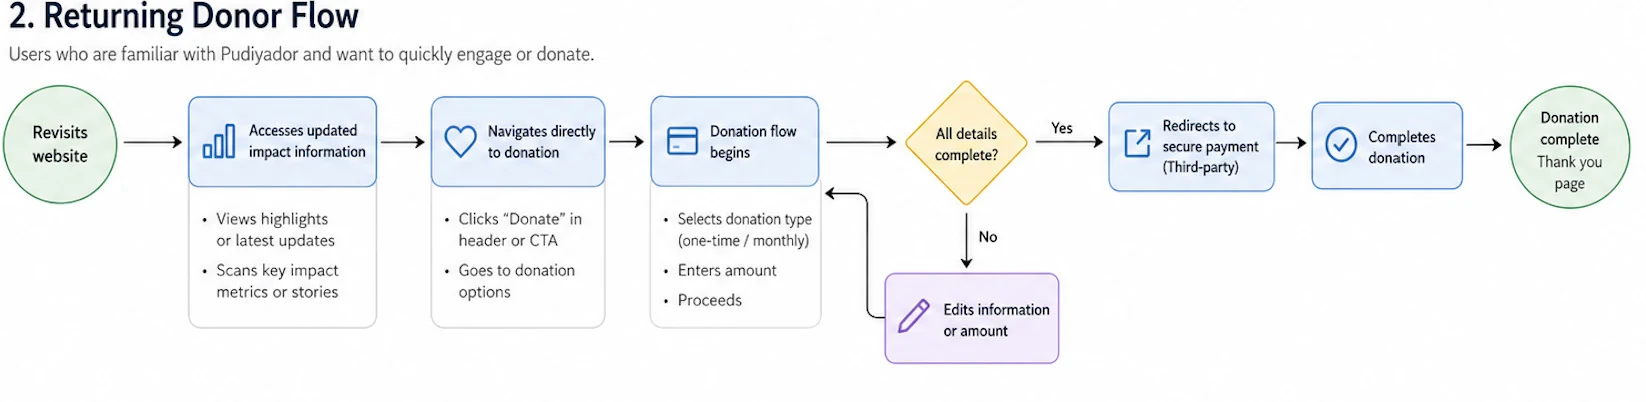 2. Returning Donor Flow
Users who are familiar with Pudiyador and want to quickly engage or donate.
Revisits
website
Accesses updated
impact information
• Views highlights
or latest updates
• Scans key impact
metrics or stories
Navigates directly
to donation
• Clicks “Donate” in
header or CTA
• Goes to donation
options
Donation flow
begins
• Selects donation type
(one-time / monthly)
• Enters amount
• Proceeds
All details
complete?
Yes
No
Edits information
or amount
Redirects to
secure payment
(Third-party)
Completes
donation
Donation
complete
Thank you
page